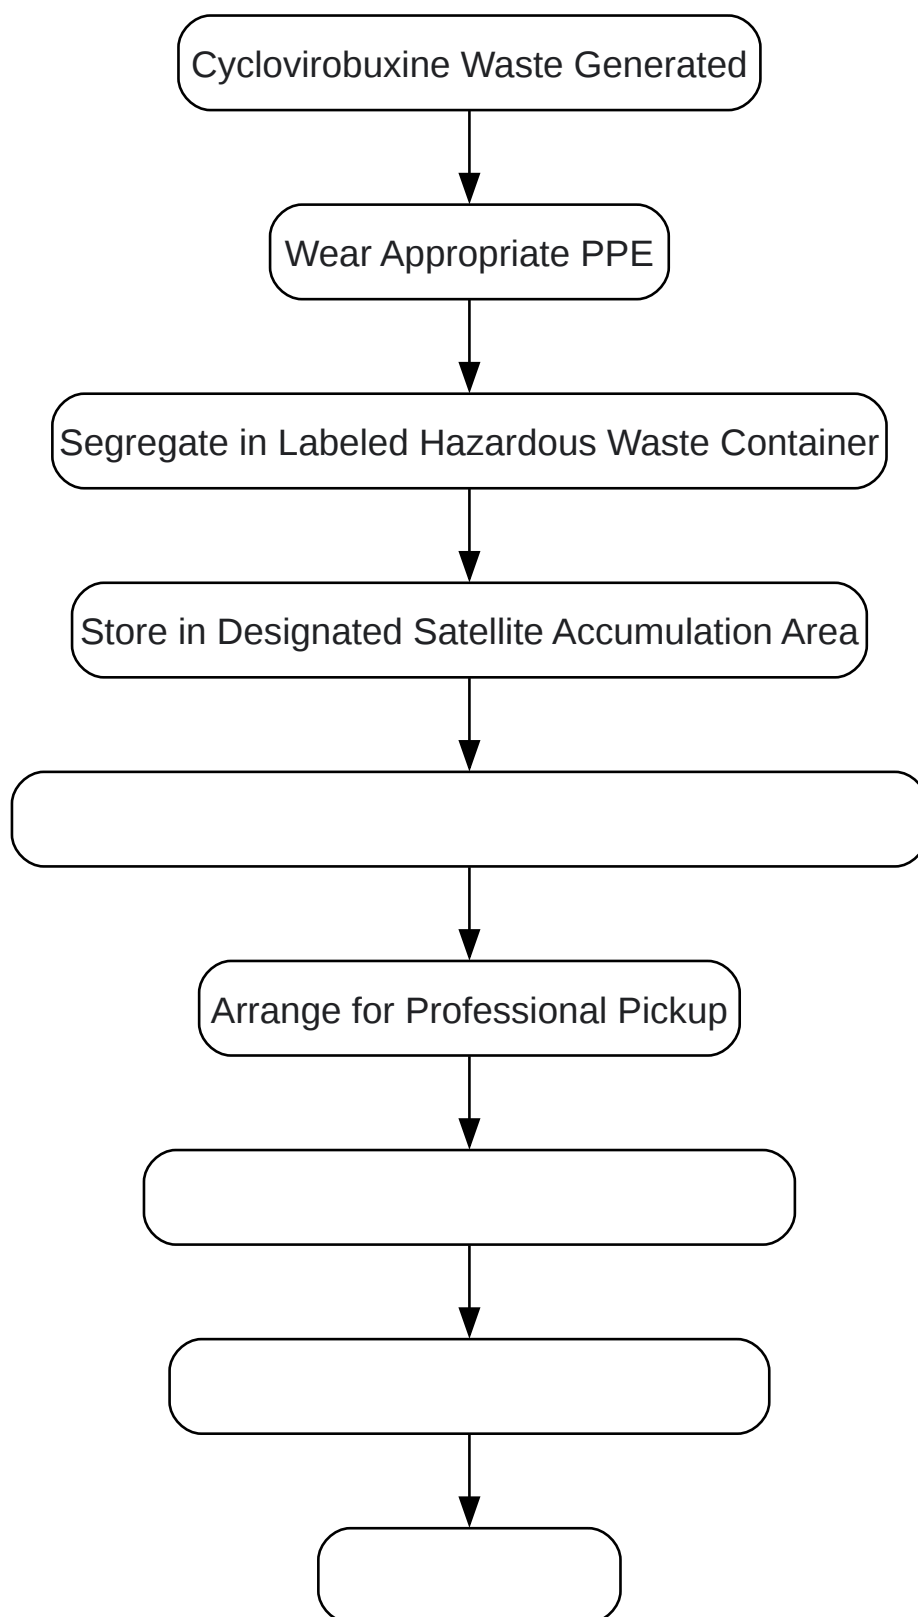 Cyclovirobuxine Waste Generated
Wear Appropriate PPE
Segregate in Labeled Hazardous Waste Container
Store in Designated Satellite Accumulation Area
Arrange for Professional Pickup